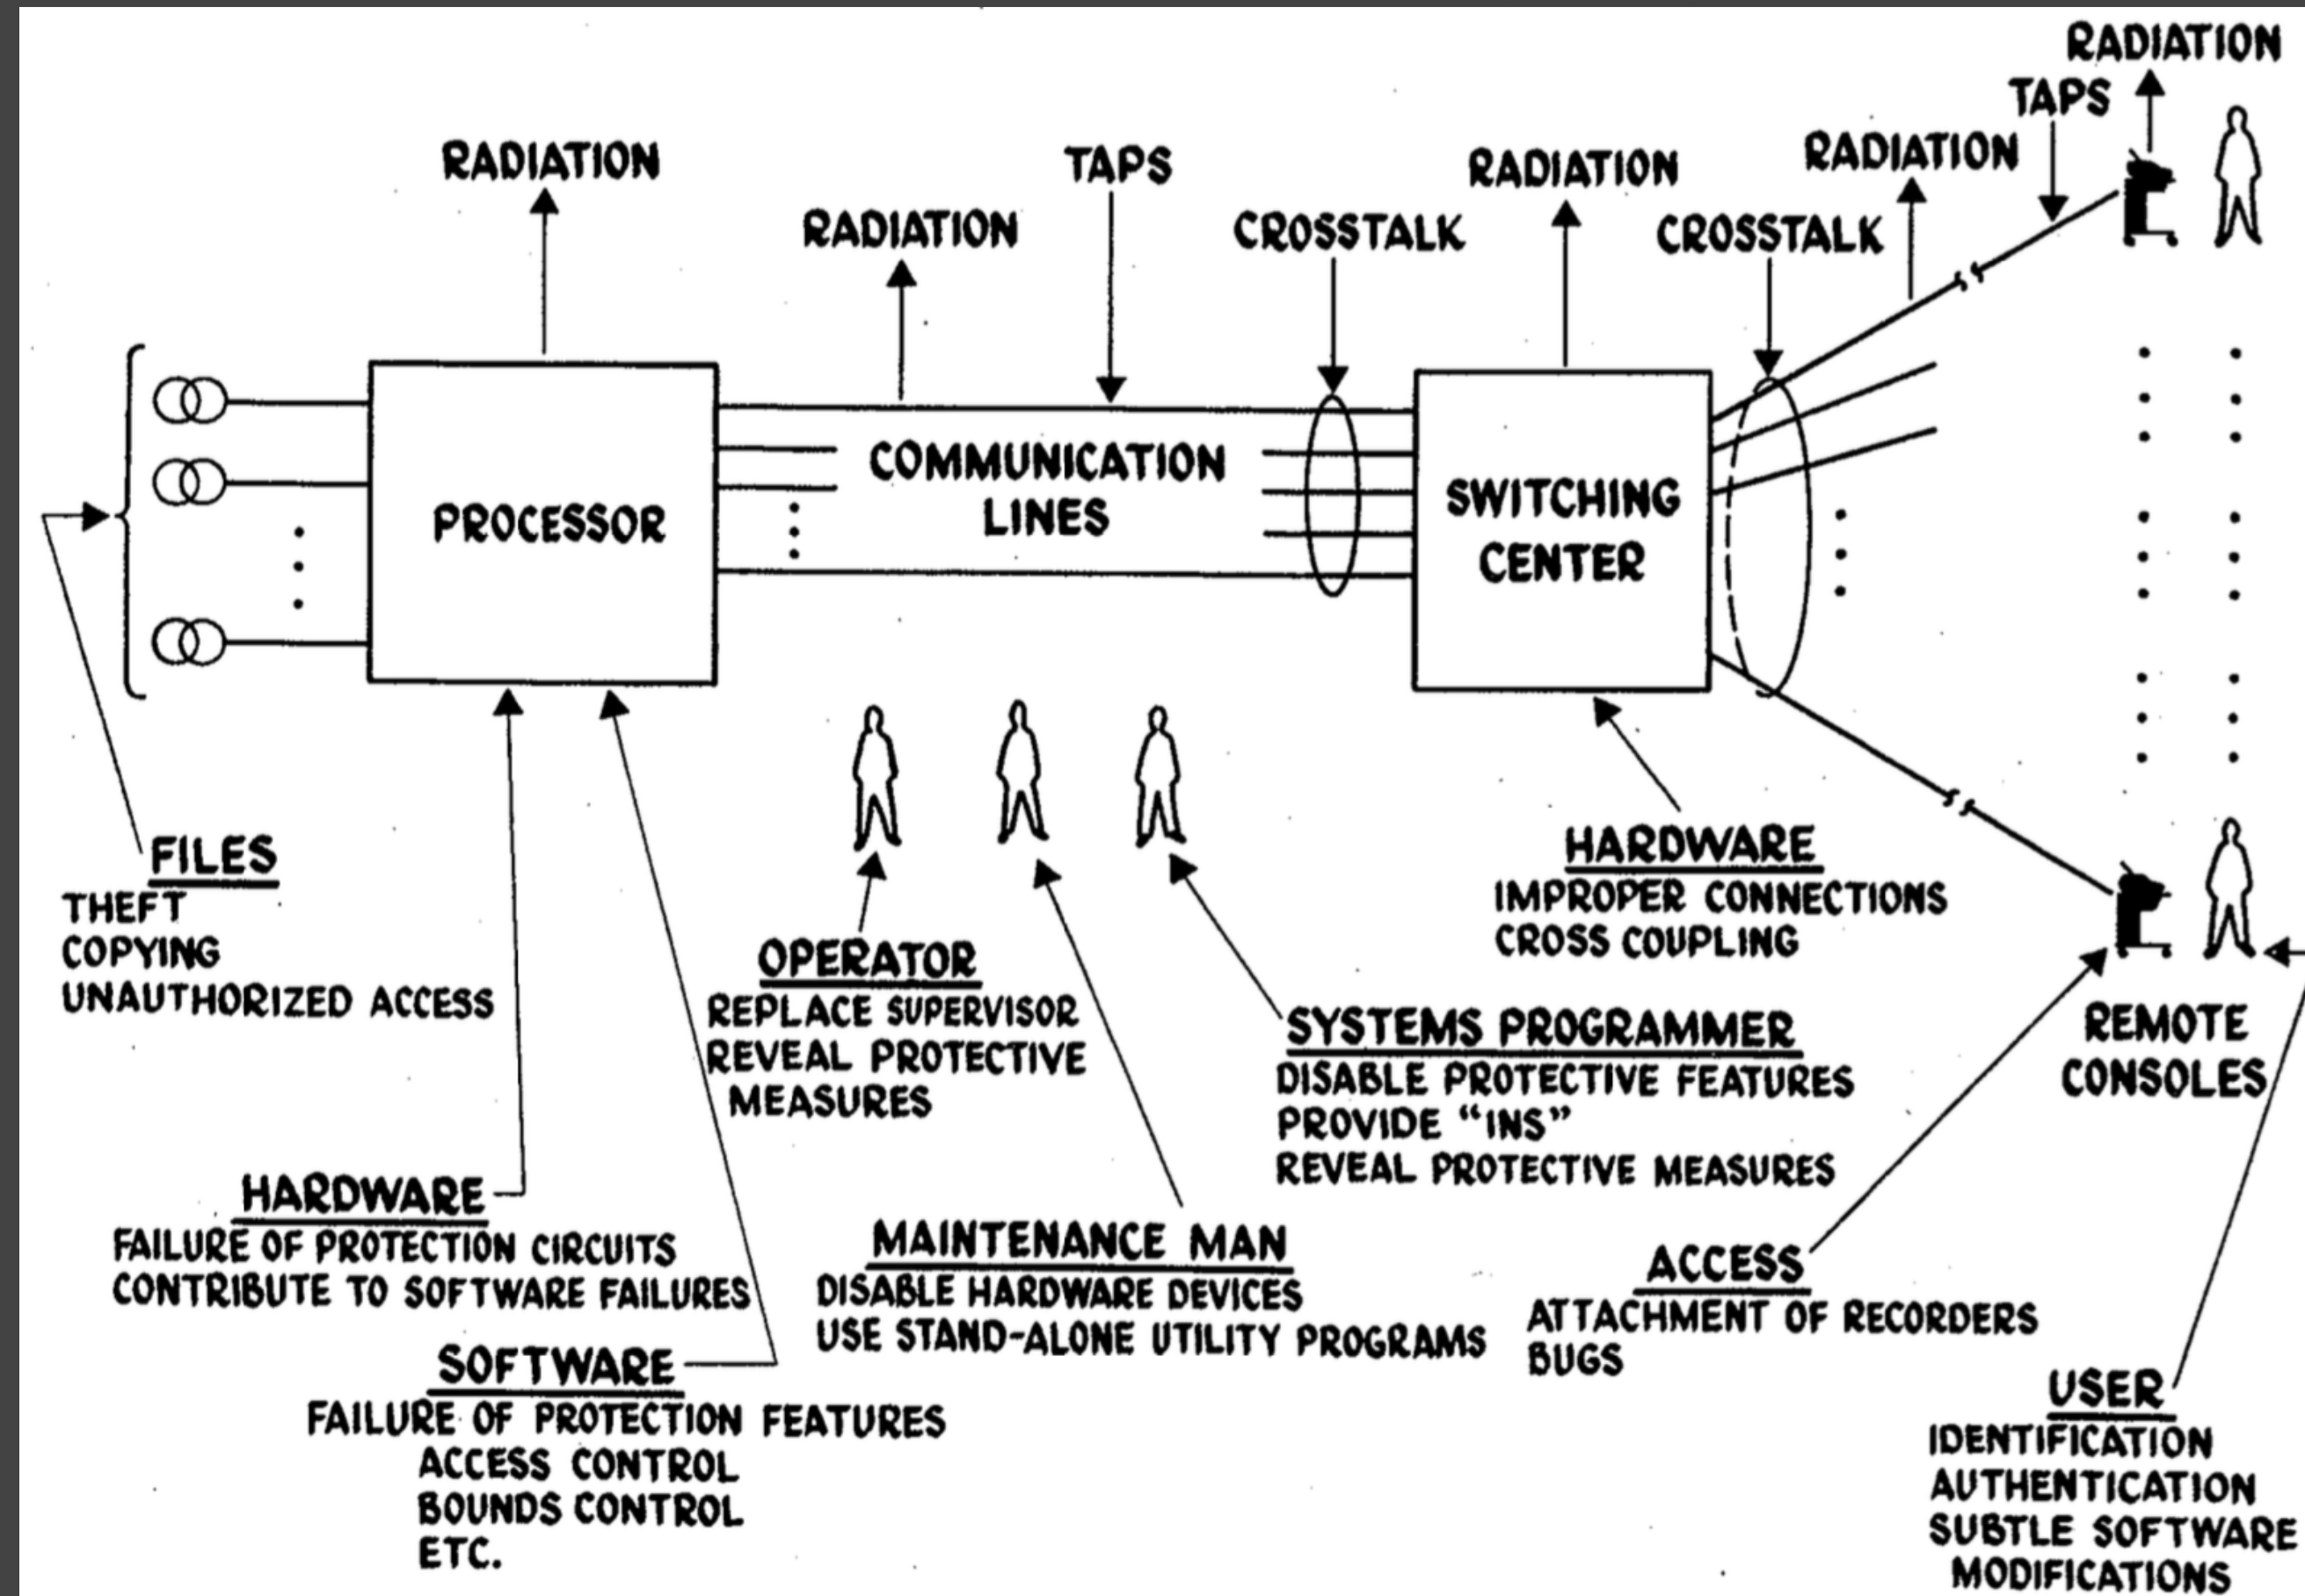 RADIATION
TAPS
RADIATION
TAPS
RADIATION
RADIATION
RADIATION
CROSSTALK
CROSSTALK
RADIATION
PROCESSOR
COMMUNICATION
LINES
SWITCHING
CENTER
FILES
THEFT
COPYING
UNAUTHORIZED ACCESS
OPERATOR
REPLACE SUPERVISOR
REVEAL PROTECTIVE
MEASURES
HARDWARE
IMPROPER CONNECTIONS
CROSS COUPLING
SYSTEMS PROGRAMMER
DISABLE PROTECTIVE FEATURES
PROVIDE “INS”
REVEAL PROTECTIVE MEASURES
REMOTE
CONSOLES
HARDWARE
FAILURE OF PROTECTION CIRCUITS
CONTRIBUTE TO SOFTWARE FAILURES
MAINTENANCE MAN
DISABLE HARDWARE DEVICES
USE STAND-ALONE UTILITY PROGRAMS
ACCESS
ATTACHMENT OF RECORDERS
BUGS
SOFTWARE
FAILURE OF PROTECTION FEATURES
ACCESS CONTROL
BOUNDS CONTROL
ETC.
USER
IDENTIFICATION
AUTHENTICATION
SUBTLE SOFTWARE
MODIFICATIONS